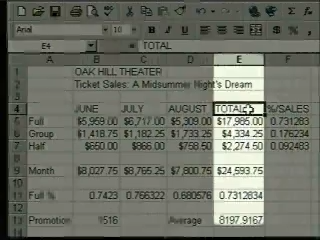 Arial 10 B I U $ % ,
E4 TOTAL
A B C D E F
1 OAK HILL THEATER
2 Ticket Sales: A Midsummer Night's Dream
3
4 JUNE JULY AUGUST TOTAL %/SALES
5 Full $5,959.00 $6,717.00 $5,309.00 $17,985.00 0.731283
6 Group $1,418.75 $1,182.25 $1,733.25 $4,334.25 0.176234
7 Half $650.00 $866.00 $758.50 $2,274.50 0.092483
8
9 Month $8,027.75 $8,765.25 $7,800.75 $24,593.75
10
11 Full % 0.7423 0.766322 0.680576 0.7312834
12
13 Promotion 1516 Average 8197.9167